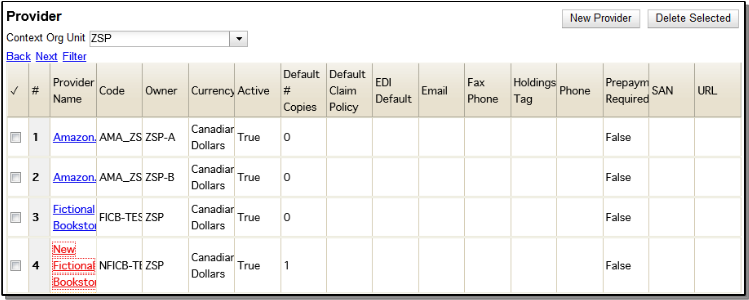 Provider
New Provider Delete Selected
Context Org Unit ZSP
Back Next Filter
✓ # Provider Name Code Owner Currency Active Default # Copies Default Claim Policy EDI Default Email Fax Phone Holdings Tag Phone Prepaym Required SAN URL
1 Amazon. AMA_ZS ZSP-A Canadian Dollars True 0 False
2 Amazon. AMA_ZS ZSP-B Canadian Dollars True 0 False
3 Fictional Bookstor FICB-TES ZSP Canadian Dollars True 0 False
4 New Fictional Bookstor NFICB-TE ZSP Canadian Dollars True 1 False